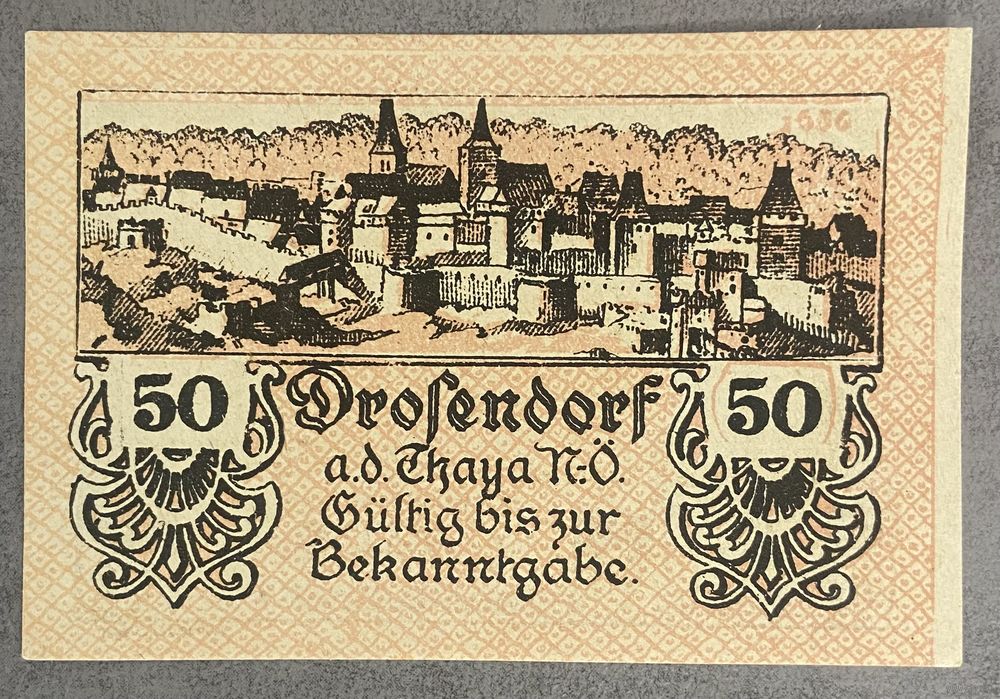 50
Drosendorf
50
a.d. Thaya N.-Ö.
Gültig bis zur
Bekanntgabe.